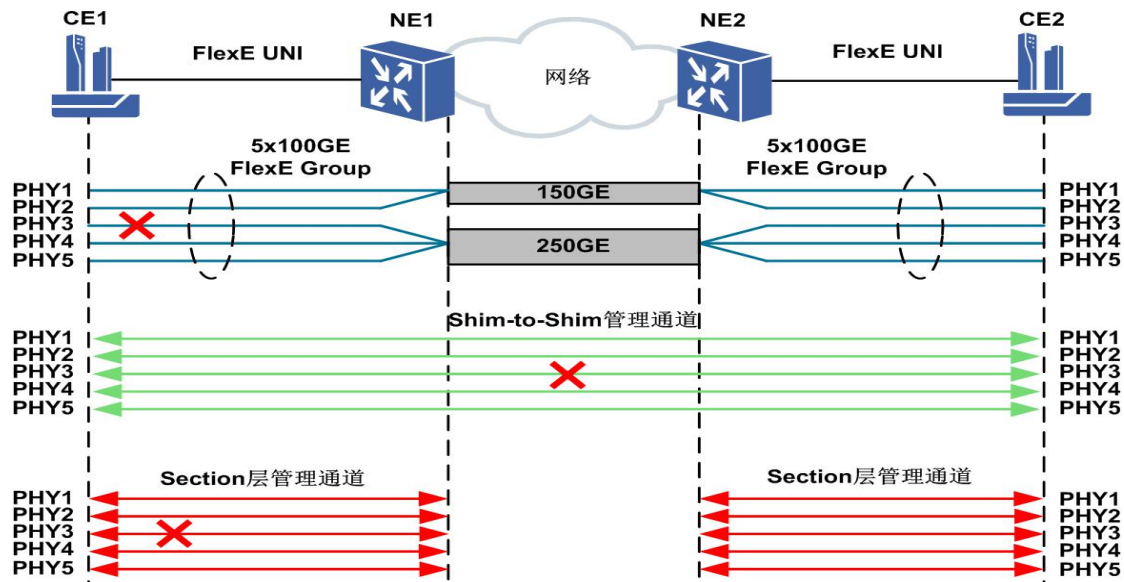 CE1
NE1
NE2
CE2
FlexE UNI
网络
FlexE UNI
5x100GE
FlexE Group
5x100GE
FlexE Group
PHY1
PHY2
PHY3
PHY4
PHY5
150GE
250GE
PHY1
PHY2
PHY3
PHY4
PHY5
Shim-to-Shim管理通道
PHY1
PHY2
PHY3
PHY4
PHY5
PHY1
PHY2
PHY3
PHY4
PHY5
Section层管理通道
Section层管理通道
PHY1
PHY2
PHY3
PHY4
PHY5
PHY1
PHY2
PHY3
PHY4
PHY5